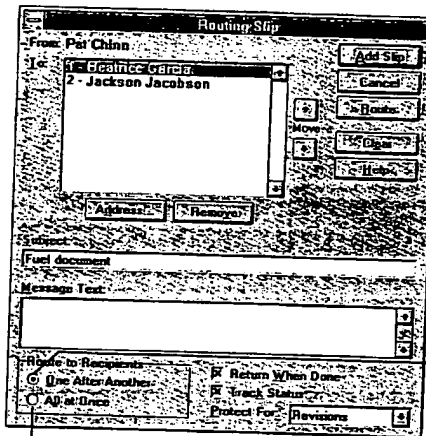 Routing Slip
From: Pat Chinn
To:
1 - Beatrice Garcia
2 - Jackson Jacobson
Add Slip
Cancel
Route
Move
Clear
Help
Address
Remove
Subject:
Fuel document
Message Text:
Route to Recipients
One After Another
All at Once
Return When Done
Track Status
Protect For:
Revisions